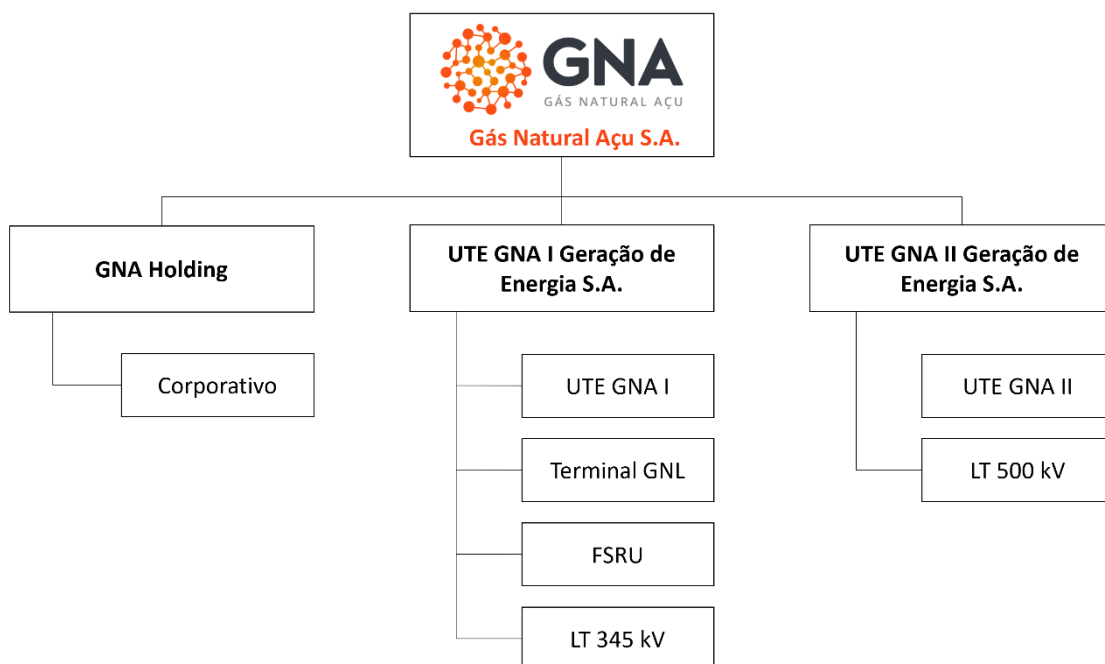 GNA
GÁS NATURAL AÇU
Gás Natural Açu S.A.
GNA Holding
Corporativo
UTE GNA I Geração de
Energia S.A.
UTE GNA I
Terminal GNL
FSRU
LT 345 kV
UTE GNA II Geração de
Energia S.A.
UTE GNA II
LT 500 kV